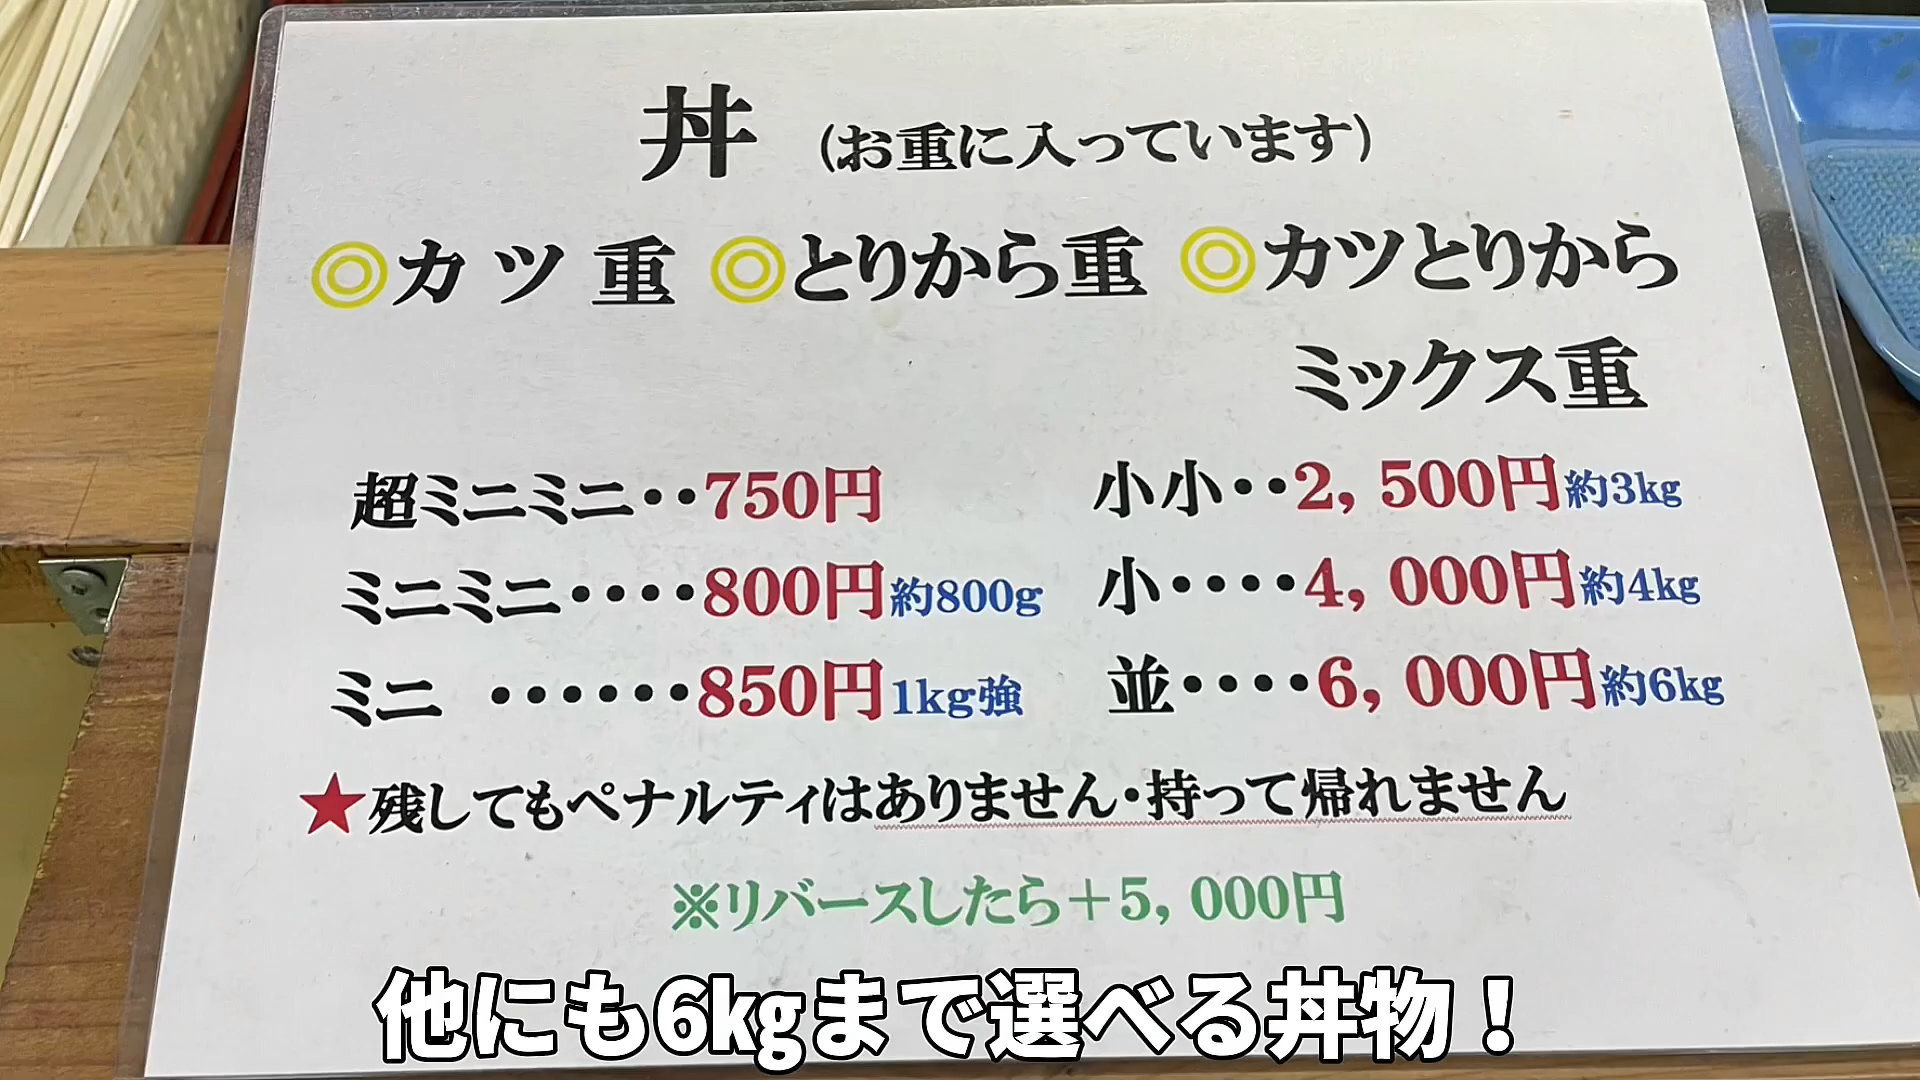 丼 (お重に入っています)
◎カツ重 ◎とりから重 ◎カツとりから
ミックス重
超ミニミニ・・750円
ミニミニ・・・・800円約800g
ミニ ・・・・・・850円1kg強
小小・・2,500円約3kg
小・・・・4,000円約4kg
並・・・・6,000円約6kg
★残してもペナルティはありません・持って帰れません
※リバースしたら+5,000円
他にも6㎏まで選べる丼物!